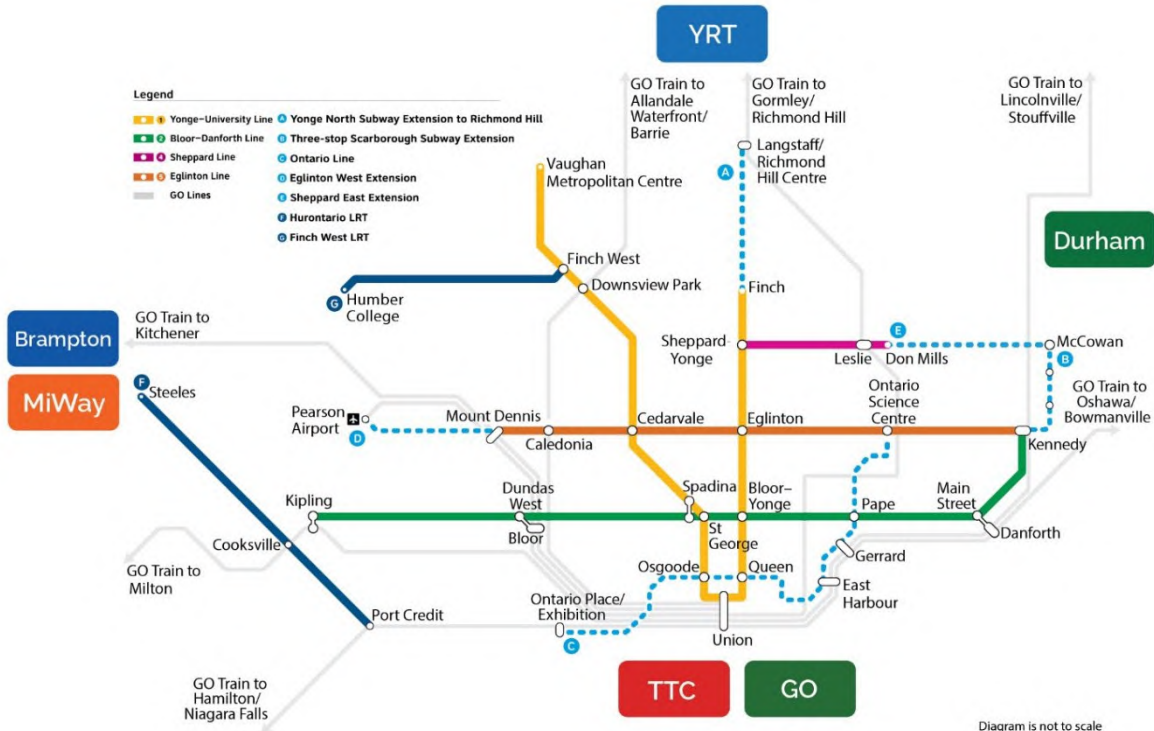 YRT
GO Train to
Allandale
Waterfront/
Barrie
GO Train to
Gormley/
Richmond Hill
GO Train to
Lincolnville/
Stouffville
Legend
1 Yonge-University Line
2 Bloor-Danforth Line
4 Sheppard Line
5 Eglinton Line
GO Lines
A Yonge North Subway Extension to Richmond Hill
B Three-stop Scarborough Subway Extension
C Ontario Line
D Eglinton West Extension
E Sheppard East Extension
F Hurontario LRT
G Finch West LRT
Vaughan
Metropolitan Centre
A
Langstaff/
Richmond
Hill Centre
Durham
Finch West
Downsview Park
G
Humber
College
Finch
Brampton
GO Train to
Kitchener
Sheppard-
Yonge
Leslie
Don Mills
E
McCowan
B
MiWay
F
Steeles
Pearson
Airport
D
Mount Dennis
Caledonia
Cedarvale
Eglinton
Ontario
Science
Centre
GO Train to
Oshawa/
Bowmanville
Kennedy
Kipling
Dundas
West
Bloor
Spadina
St
George
Bloor–
Yonge
Pape
Main
Street
Danforth
Cooksville
GO Train to
Milton
Osgoode
Queen
Gerrard
East
Harbour
Port Credit
Ontario Place/
Exhibition
C
Union
GO Train to
Hamilton/
Niagara Falls
TTC
GO
Diagram is not to scale